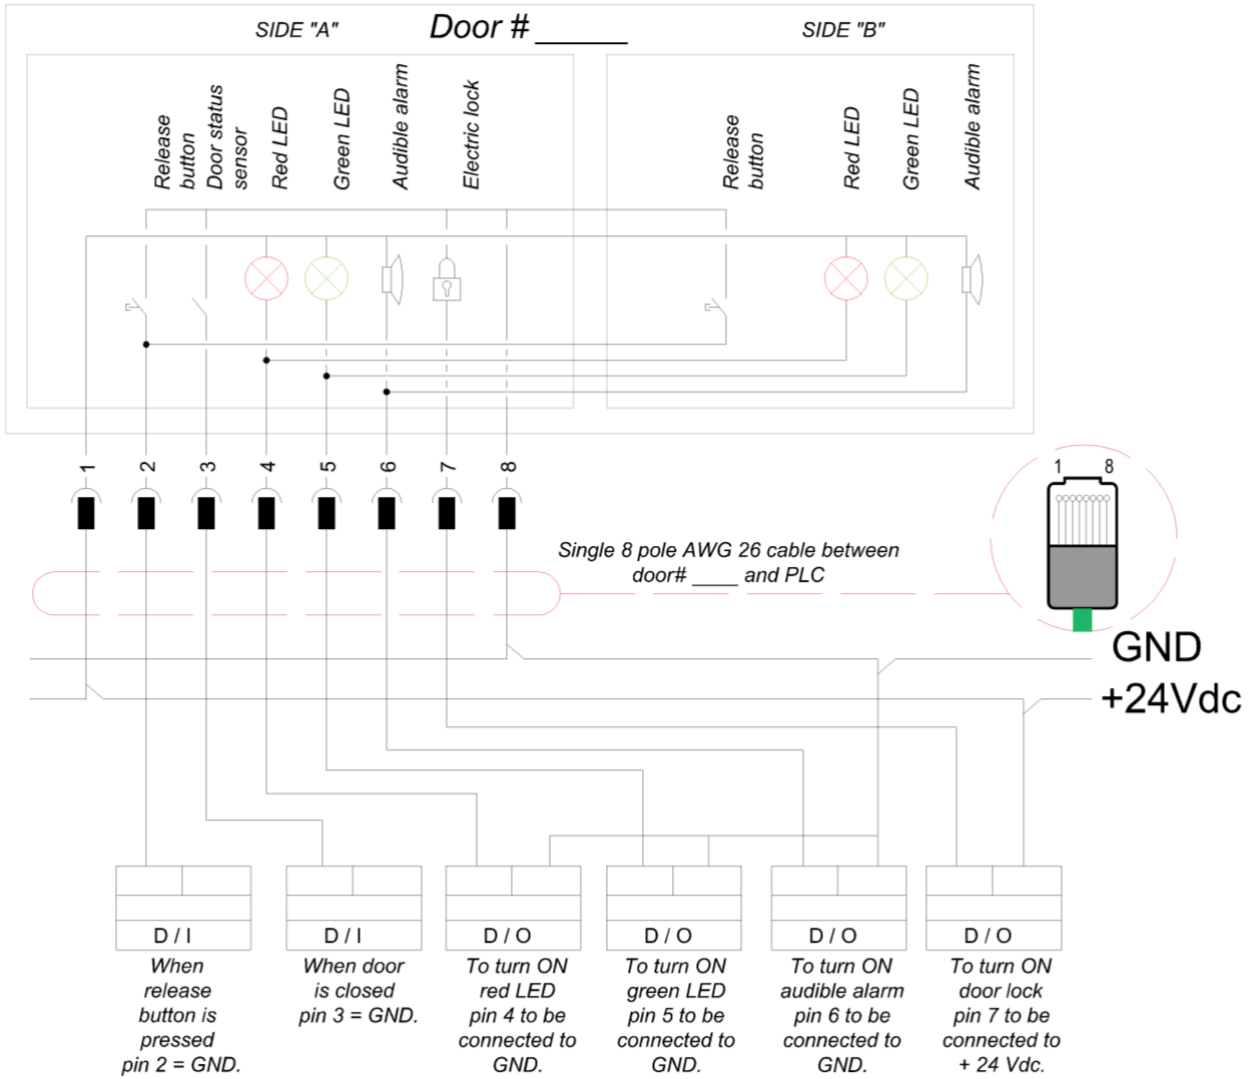 SIDE "A"
Door # _____
SIDE "B"
Release
button
Door status
sensor
Red LED
Green LED
Audible alarm
Electric lock
Release
button
Red LED
Green LED
Audible alarm
1
2
3
4
5
6
7
8
1 8
Single 8 pole AWG 26 cable between
door# ____ and PLC
GND
+24Vdc
D / I
When
release
button is
pressed
pin 2 = GND.
D / I
When door
is closed
pin 3 = GND.
D / O
To turn ON
red LED
pin 4 to be
connected to
GND.
D / O
To turn ON
green LED
pin 5 to be
connected to
GND.
D / O
To turn ON
audible alarm
pin 6 to be
connected to
GND.
D / O
To turn ON
door lock
pin 7 to be
connected to
+ 24 Vdc.